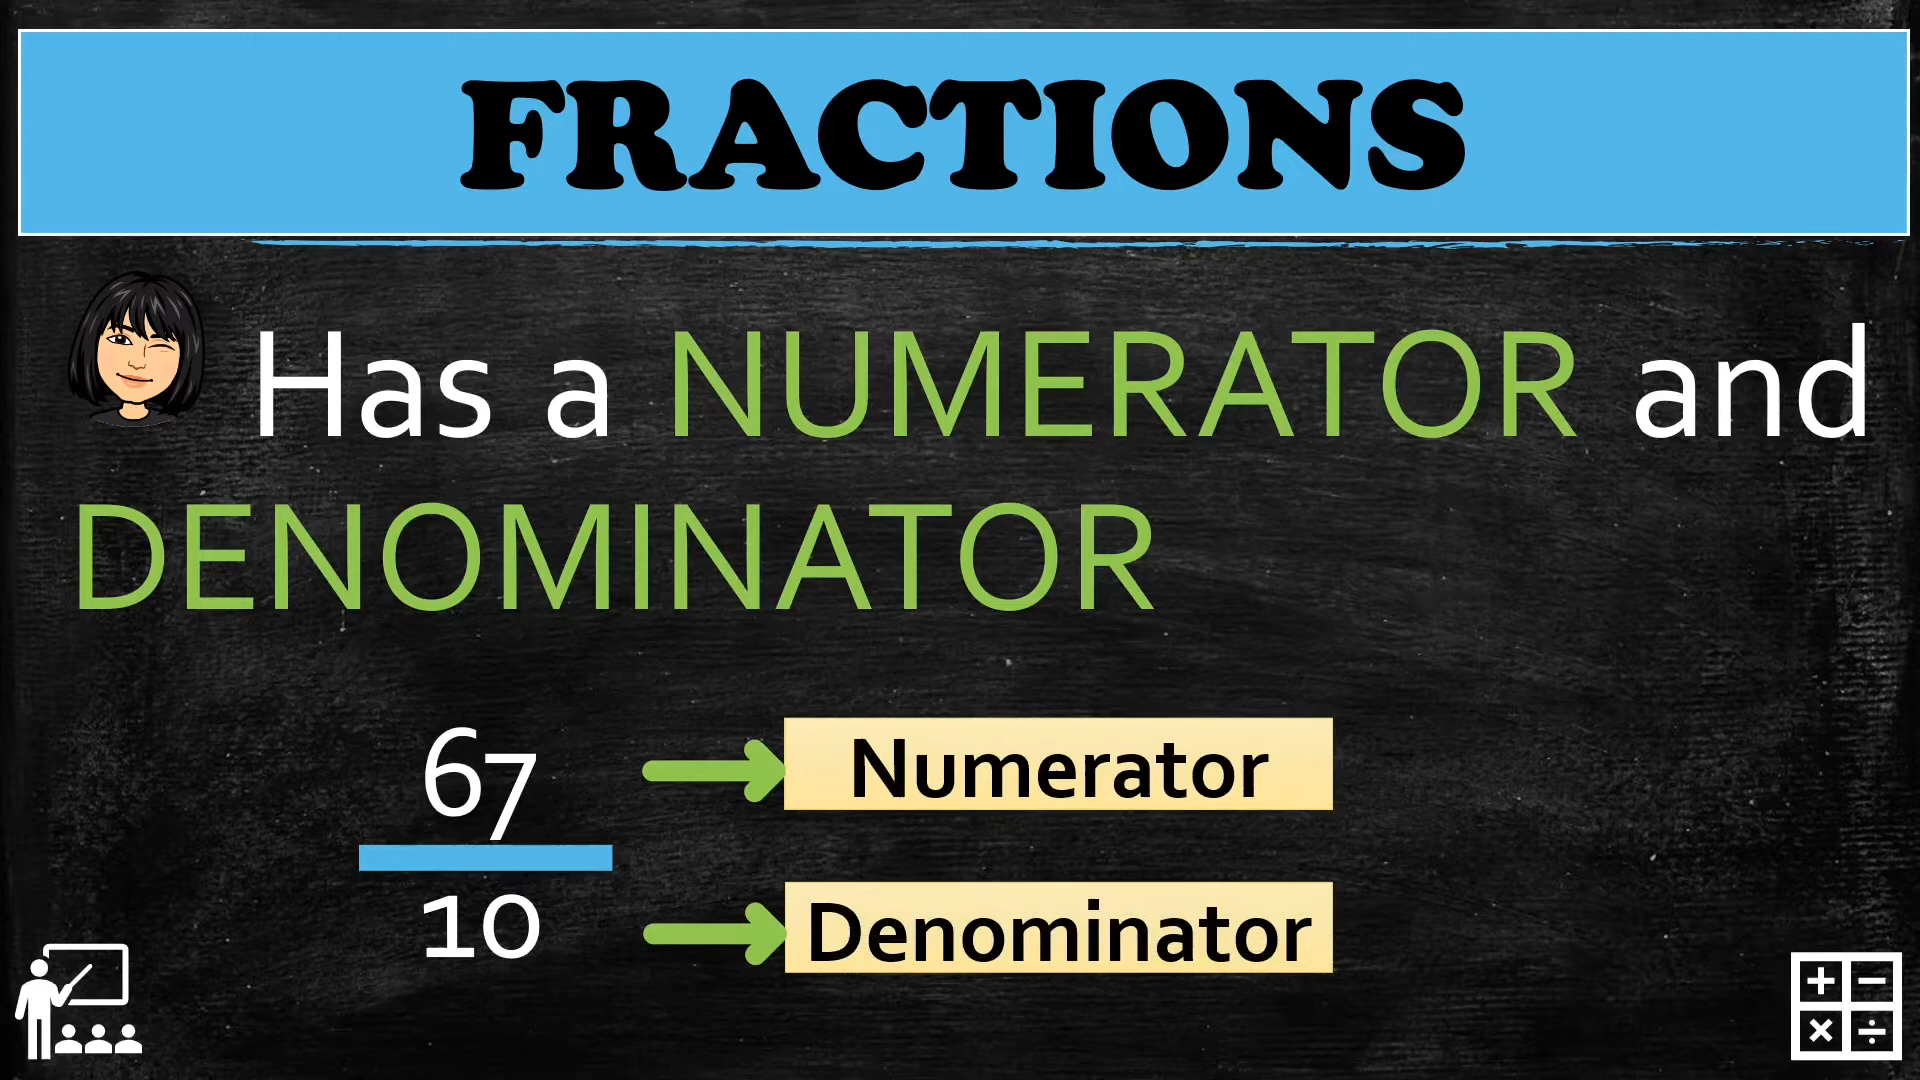 FRACTIONS
Has a NUMERATOR and
DENOMINATOR
67
Numerator
10
Denominator
+ −
× ÷